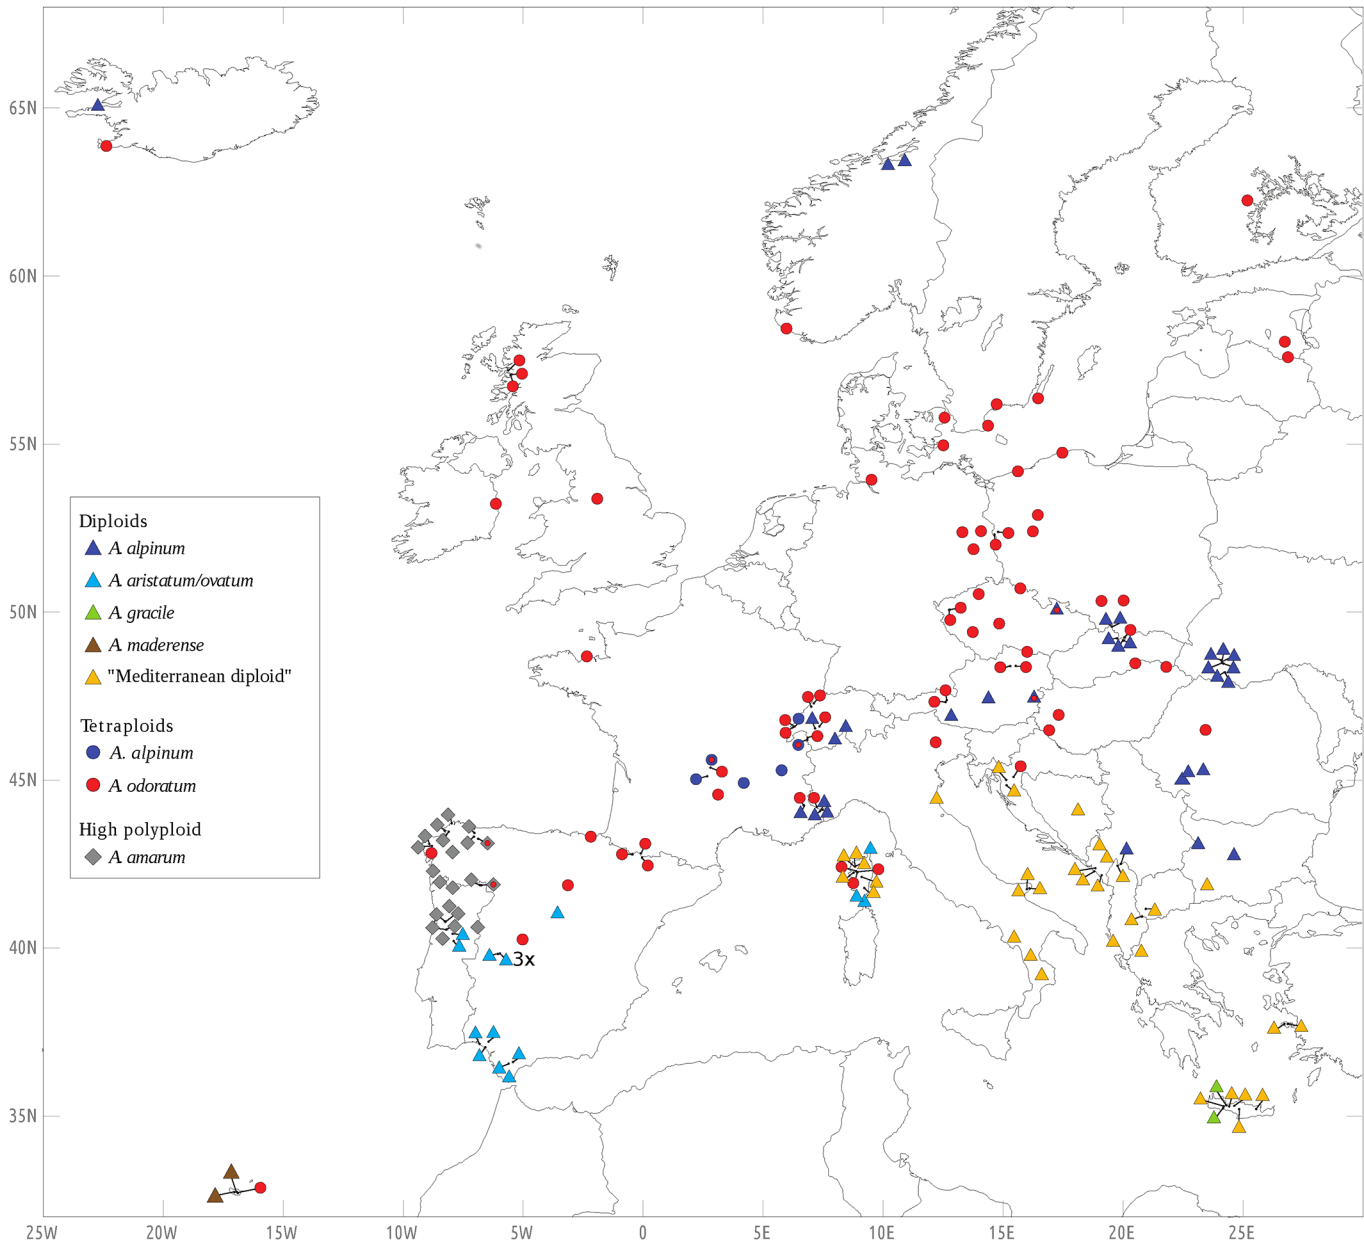 65N
60N
55N
50N
45N
40N
35N
Diploids
A. alpinum
A. aristatum/ovatum
A. gracile
A. maderense
"Mediterranean diploid"
Tetraploids
A. alpinum
A. odoratum
High polyploid
A. amarum
3x
25W 20W 15W 10W 5W 0 5E 10E 15E 20E 25E